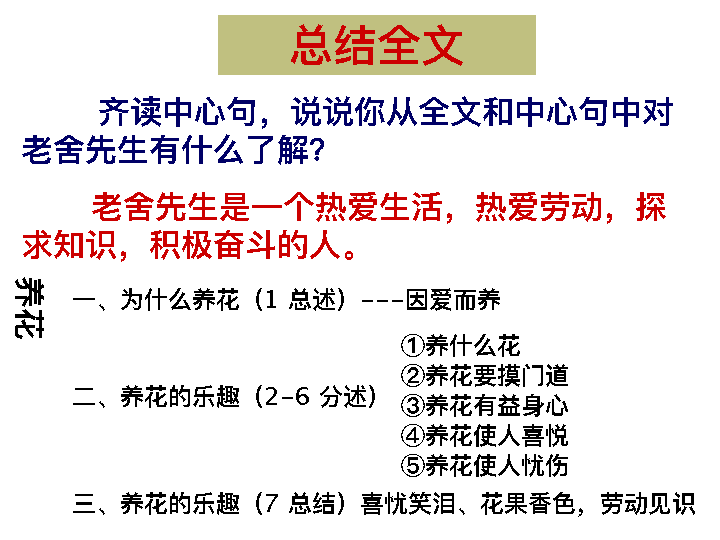 总结全文
齐读中心句，说说你从全文和中心句中对
老舍先生有什么了解？
老舍先生是一个热爱生活，热爱劳动，探
求知识，积极奋斗的人。
养花
一、为什么养花（1 总述）---因爱而养
①养什么花
②养花要摸门道
二、养花的乐趣（2-6 分述）
③养花有益身心
④养花使人喜悦
⑤养花使人忧伤
三、养花的乐趣（7 总结）喜忧笑泪、花果香色，劳动见识